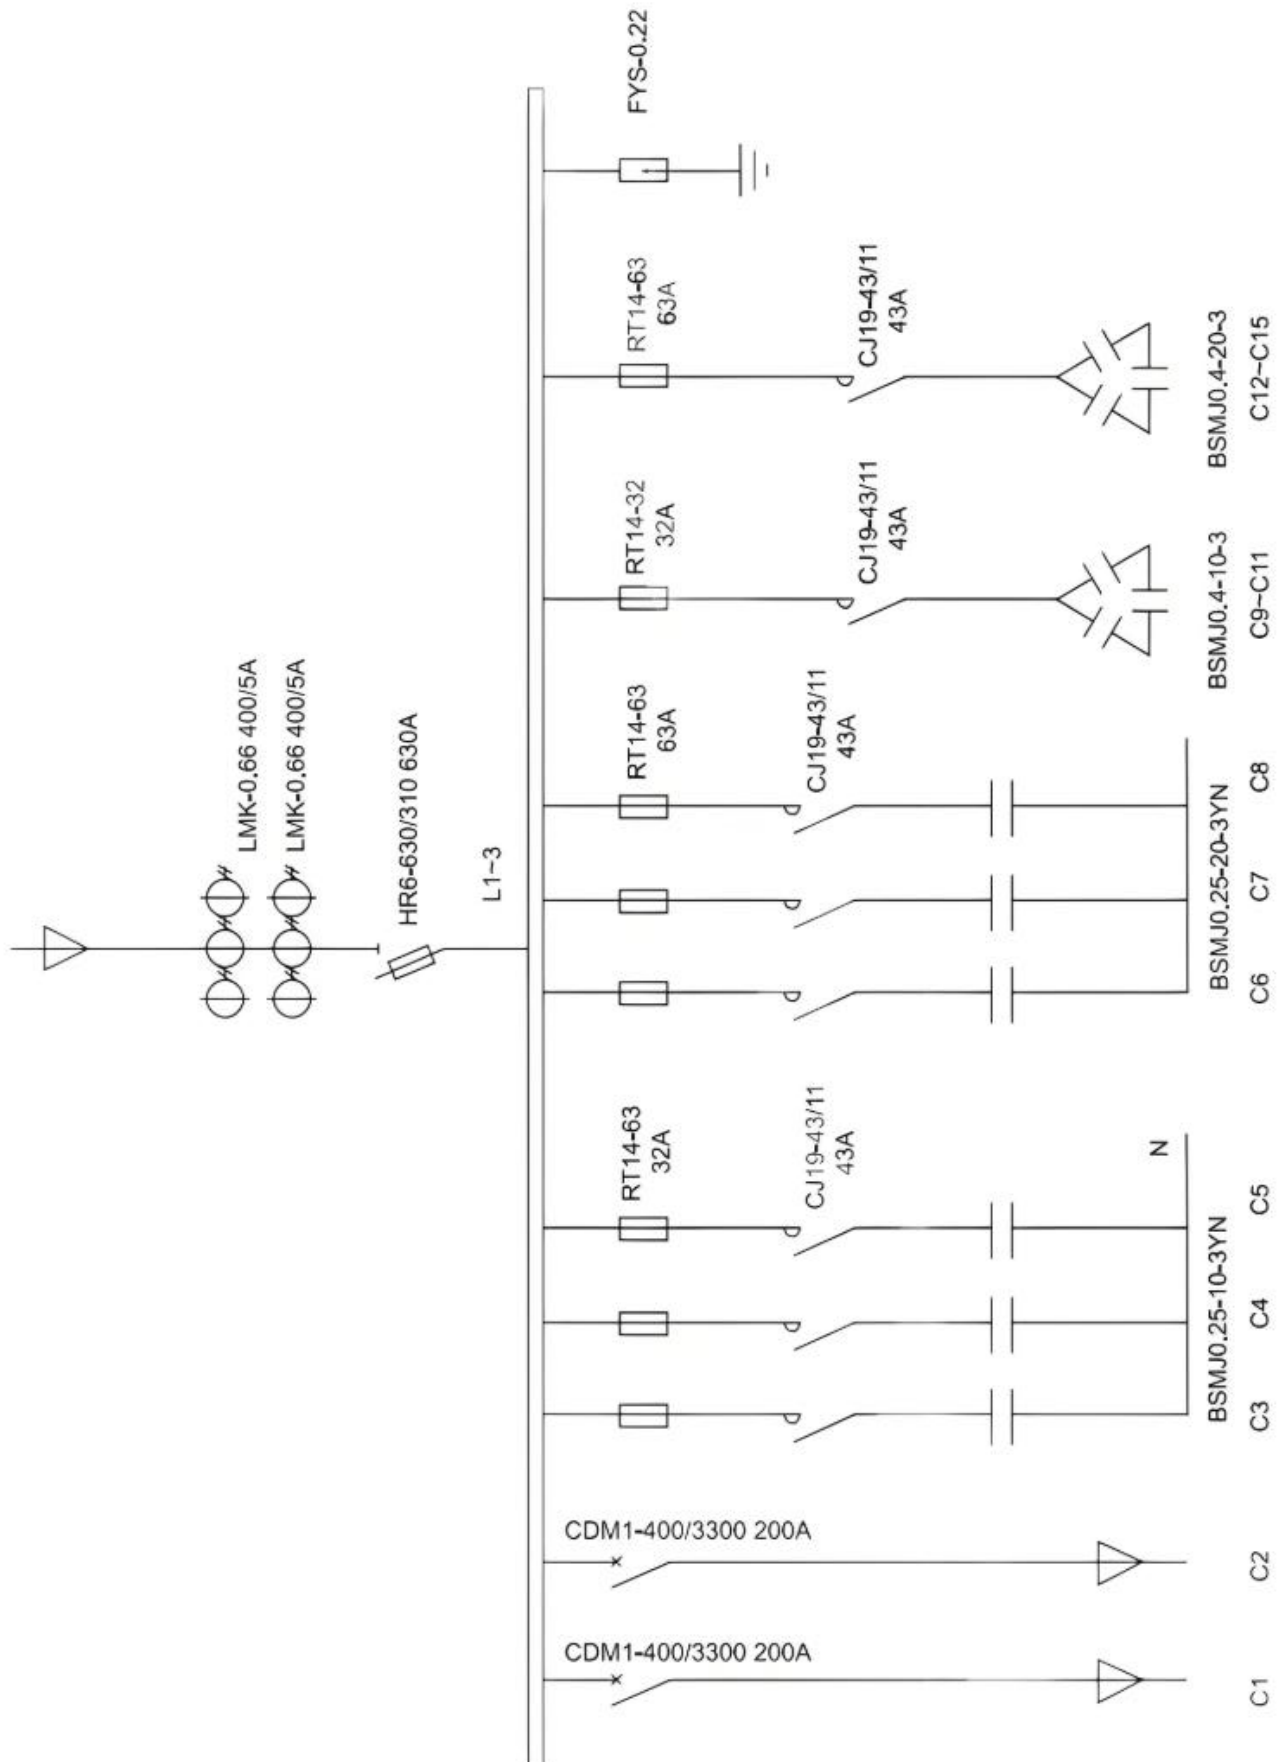 LMK-0.66 400/5A
LMK-0.66 400/5A
HR6-630/310 630A
L1~3
CDM1-400/3300 200A
CDM1-400/3300 200A
RT14-63
32A
RT14-63
63A
RT14-32
32A
RT14-63
63A
FYS-0.22
CJ19-43/11
43A
CJ19-43/11
43A
CJ19-43/11
43A
CJ19-43/11
43A
N
BSMJ0.25-10-3YN
BSMJ0.25-20-3YN
BSMJ0.4-10-3
BSMJ0.4-20-3
C1
C2
C3
C4
C5
C6
C7
C8
C9~C11
C12~C15